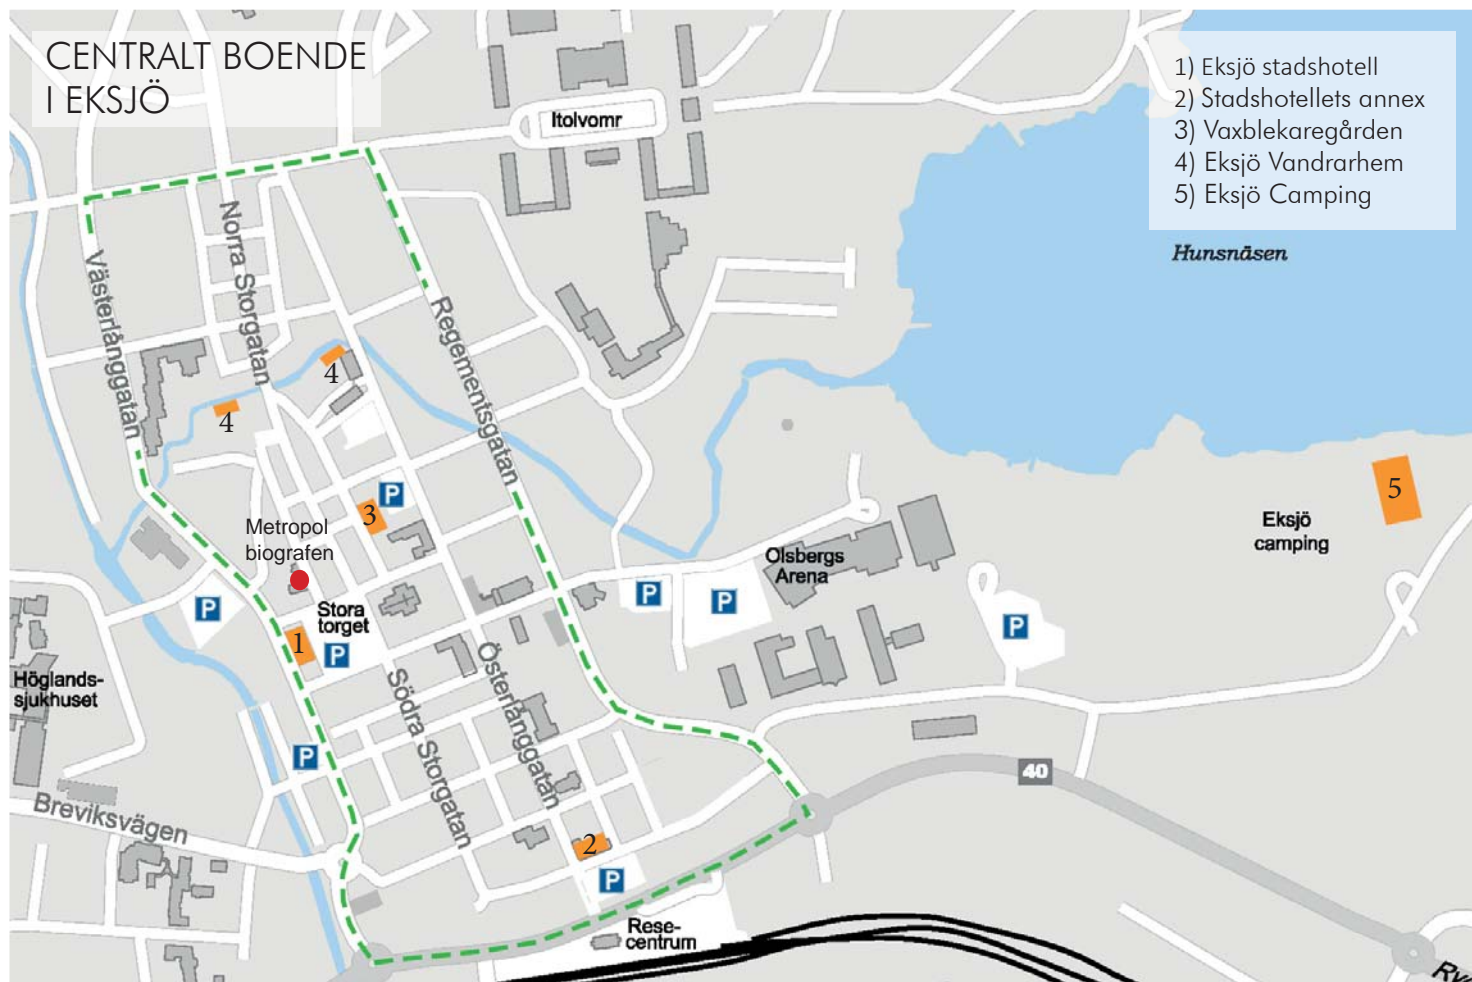 CENTRALT BOENDE
I EKSJÖ
1) Eksjö stadshotell
2) Stadshotellets annex
3) Vaxblekaregården
4) Eksjö Vandrarhem
5) Eksjö Camping
Itolvomr
Hunsnäsen
Norra Storgatan
Västerlånggatan
Regementsgatan
4
4
3
P
5
Metropol
biografen
Eksjö
camping
Olsbergs
Arena
P
P
P
P
Stora
torget
1
P
Höglands-
sjukhuset
Södra Storgatan
Österlånggatan
P
40
Breviksvägen
2
P
Rese-
centrum